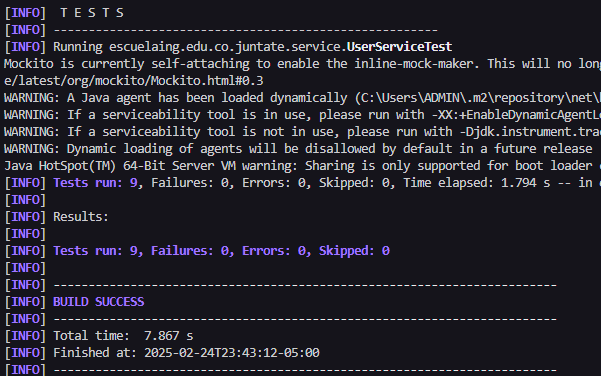 [INFO]  T E S T S
[INFO] -------------------------------------------------------
[INFO] Running escuelaing.edu.co.juntate.service.UserServiceTest
Mockito is currently self-attaching to enable the inline-mock-maker. This will no lon
e/latest/org/mockito/Mockito.html#0.3
WARNING: A Java agent has been loaded dynamically (C:\Users\ADMIN\.m2\repository\net\
WARNING: If a serviceability tool is in use, please run with -XX:+EnableDynamicAgentL
WARNING: If a serviceability tool is not in use, please run with -Djdk.instrument.tra
WARNING: Dynamic loading of agents will be disallowed by default in a future release
Java HotSpot(TM) 64-Bit Server VM warning: Sharing is only supported for boot loader
[INFO] Tests run: 9, Failures: 0, Errors: 0, Skipped: 0, Time elapsed: 1.794 s -- in
[INFO]
[INFO] Results:
[INFO]
[INFO] Tests run: 9, Failures: 0, Errors: 0, Skipped: 0
[INFO]
[INFO] ------------------------------------------------------------------------
[INFO] BUILD SUCCESS
[INFO] ------------------------------------------------------------------------
[INFO] Total time:  7.867 s
[INFO] Finished at: 2025-02-24T23:43:12-05:00
[INFO] ------------------------------------------------------------------------